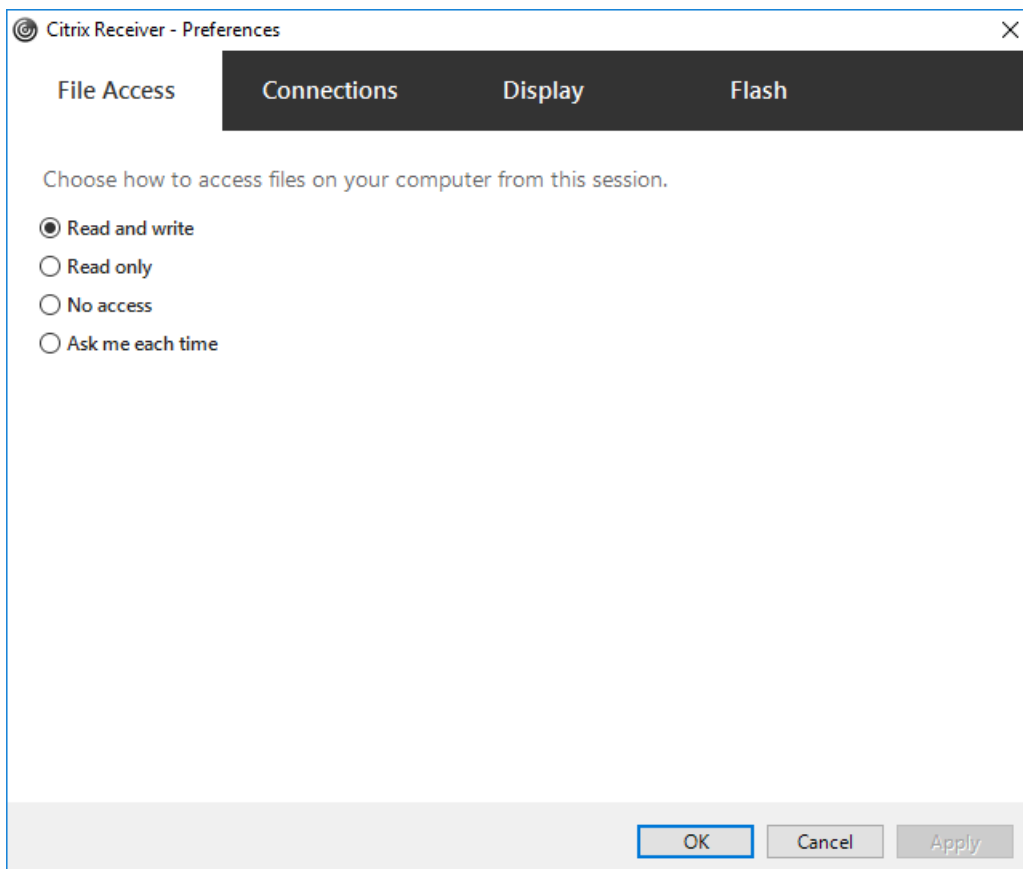 Citrix Receiver - Preferences
File Access Connections Display Flash
Choose how to access files on your computer from this session.
Read and write
Read only
No access
Ask me each time
OK Cancel Apply